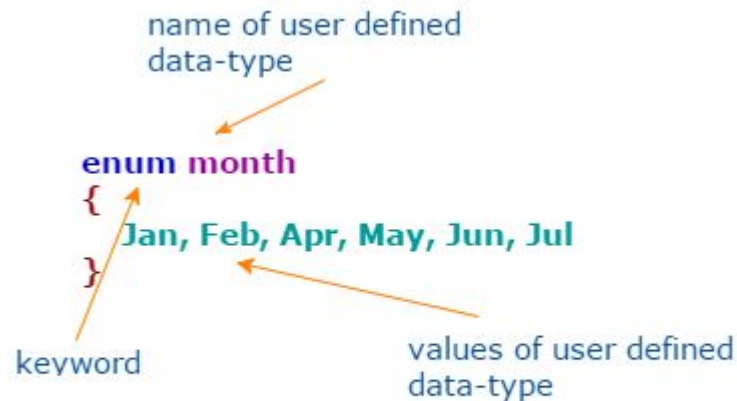 name of user defined
data-type
enum month
{
Jan, Feb, Apr, May, Jun, Jul
}
keyword
values of user defined
data-type